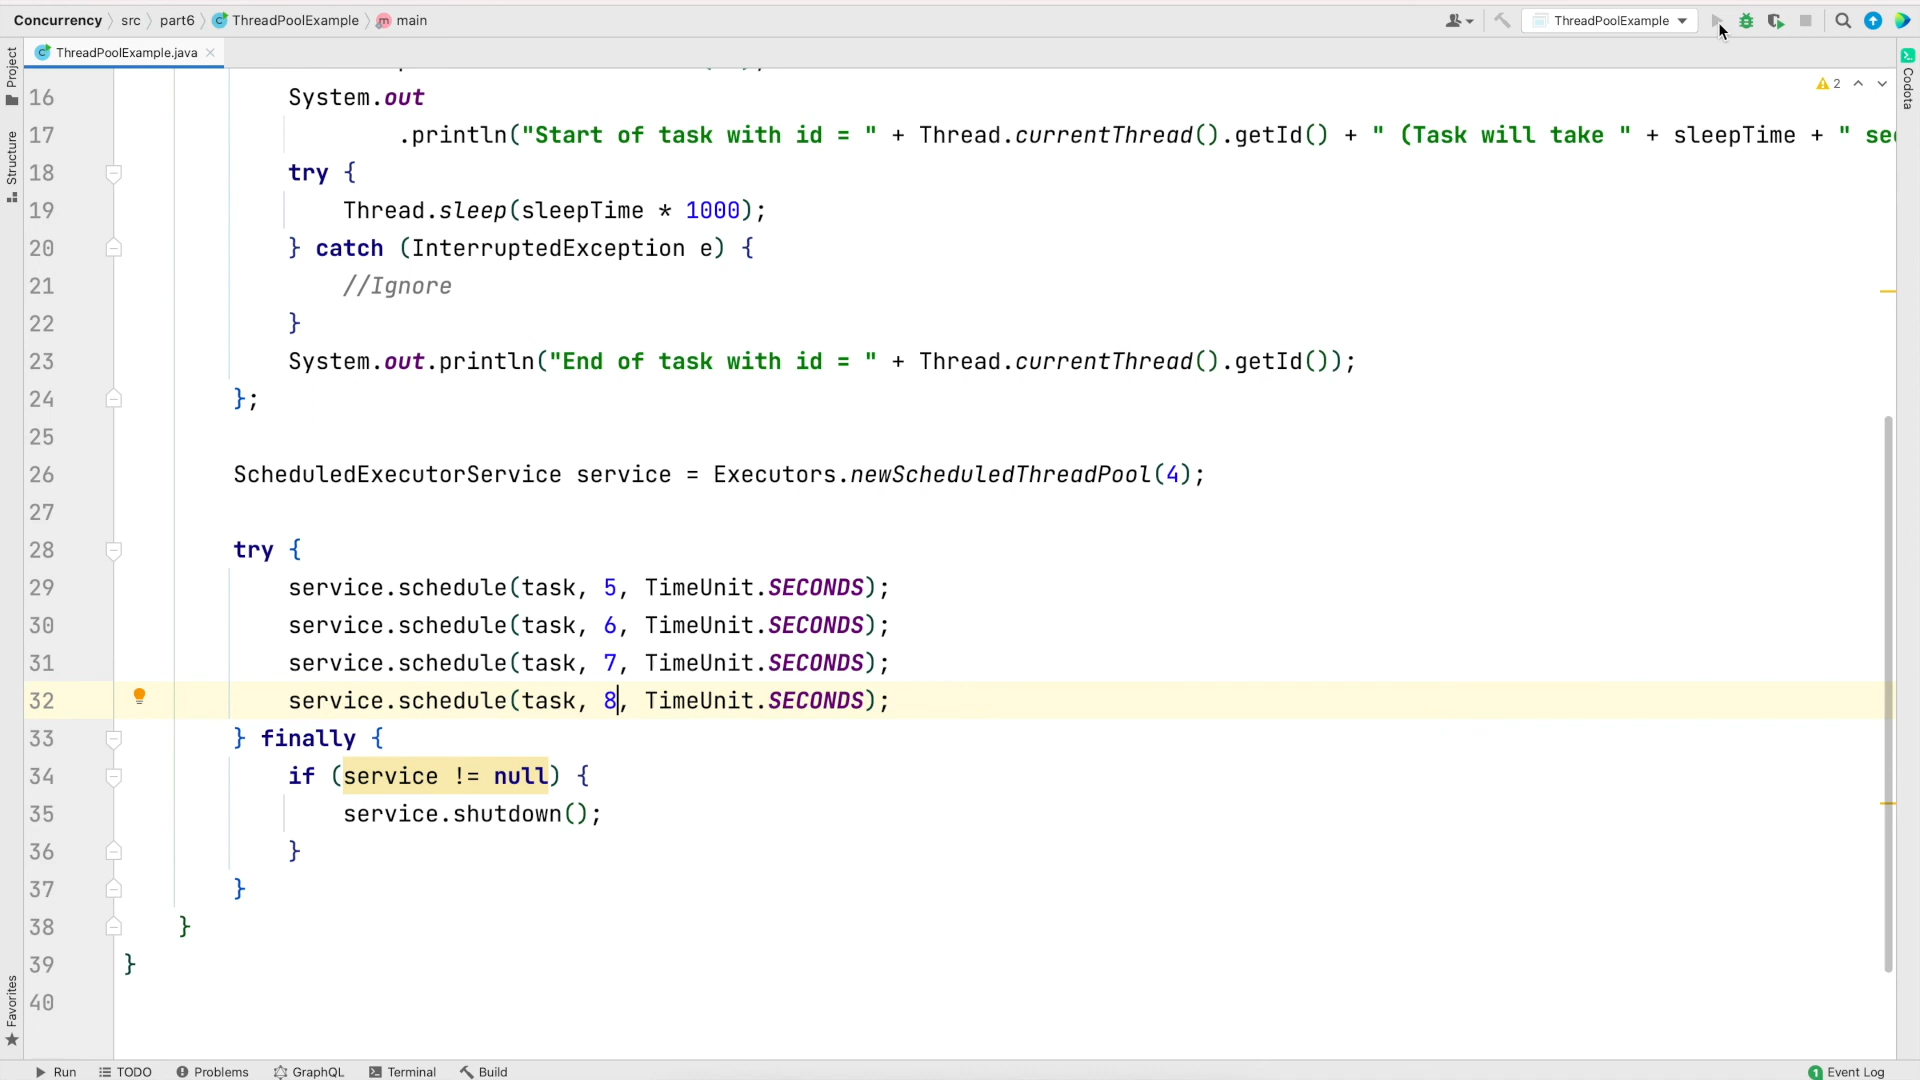 Concurrency src part6 ThreadPoolExample main
ThreadPoolExample
ThreadPoolExample.java
Project
Structure
Favorites
Codota
2
16 System.out
17 .println("Start of task with id = " + Thread.currentThread().getId() + " (Task will take " + sleepTime + " sec
18 try {
19 Thread.sleep(sleepTime * 1000);
20 } catch (InterruptedException e) {
21 //Ignore
22 }
23 System.out.println("End of task with id = " + Thread.currentThread().getId());
24 };
25
26 ScheduledExecutorService service = Executors.newScheduledThreadPool(4);
27
28 try {
29 service.schedule(task, 5, TimeUnit.SECONDS);
30 service.schedule(task, 6, TimeUnit.SECONDS);
31 service.schedule(task, 7, TimeUnit.SECONDS);
32 service.schedule(task, 8, TimeUnit.SECONDS);
33 } finally {
34 if (service != null) {
35 service.shutdown();
36 }
37 }
38 }
39 }
40
Run TODO Problems GraphQL Terminal Build
1 Event Log